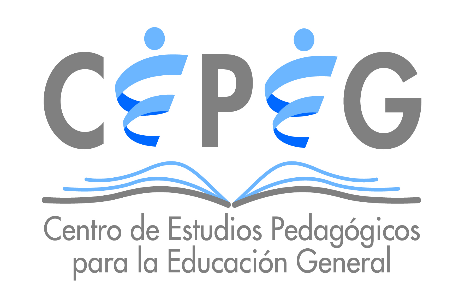 CEPEG
Centro de Estudios Pedagógicos
para la Educación General